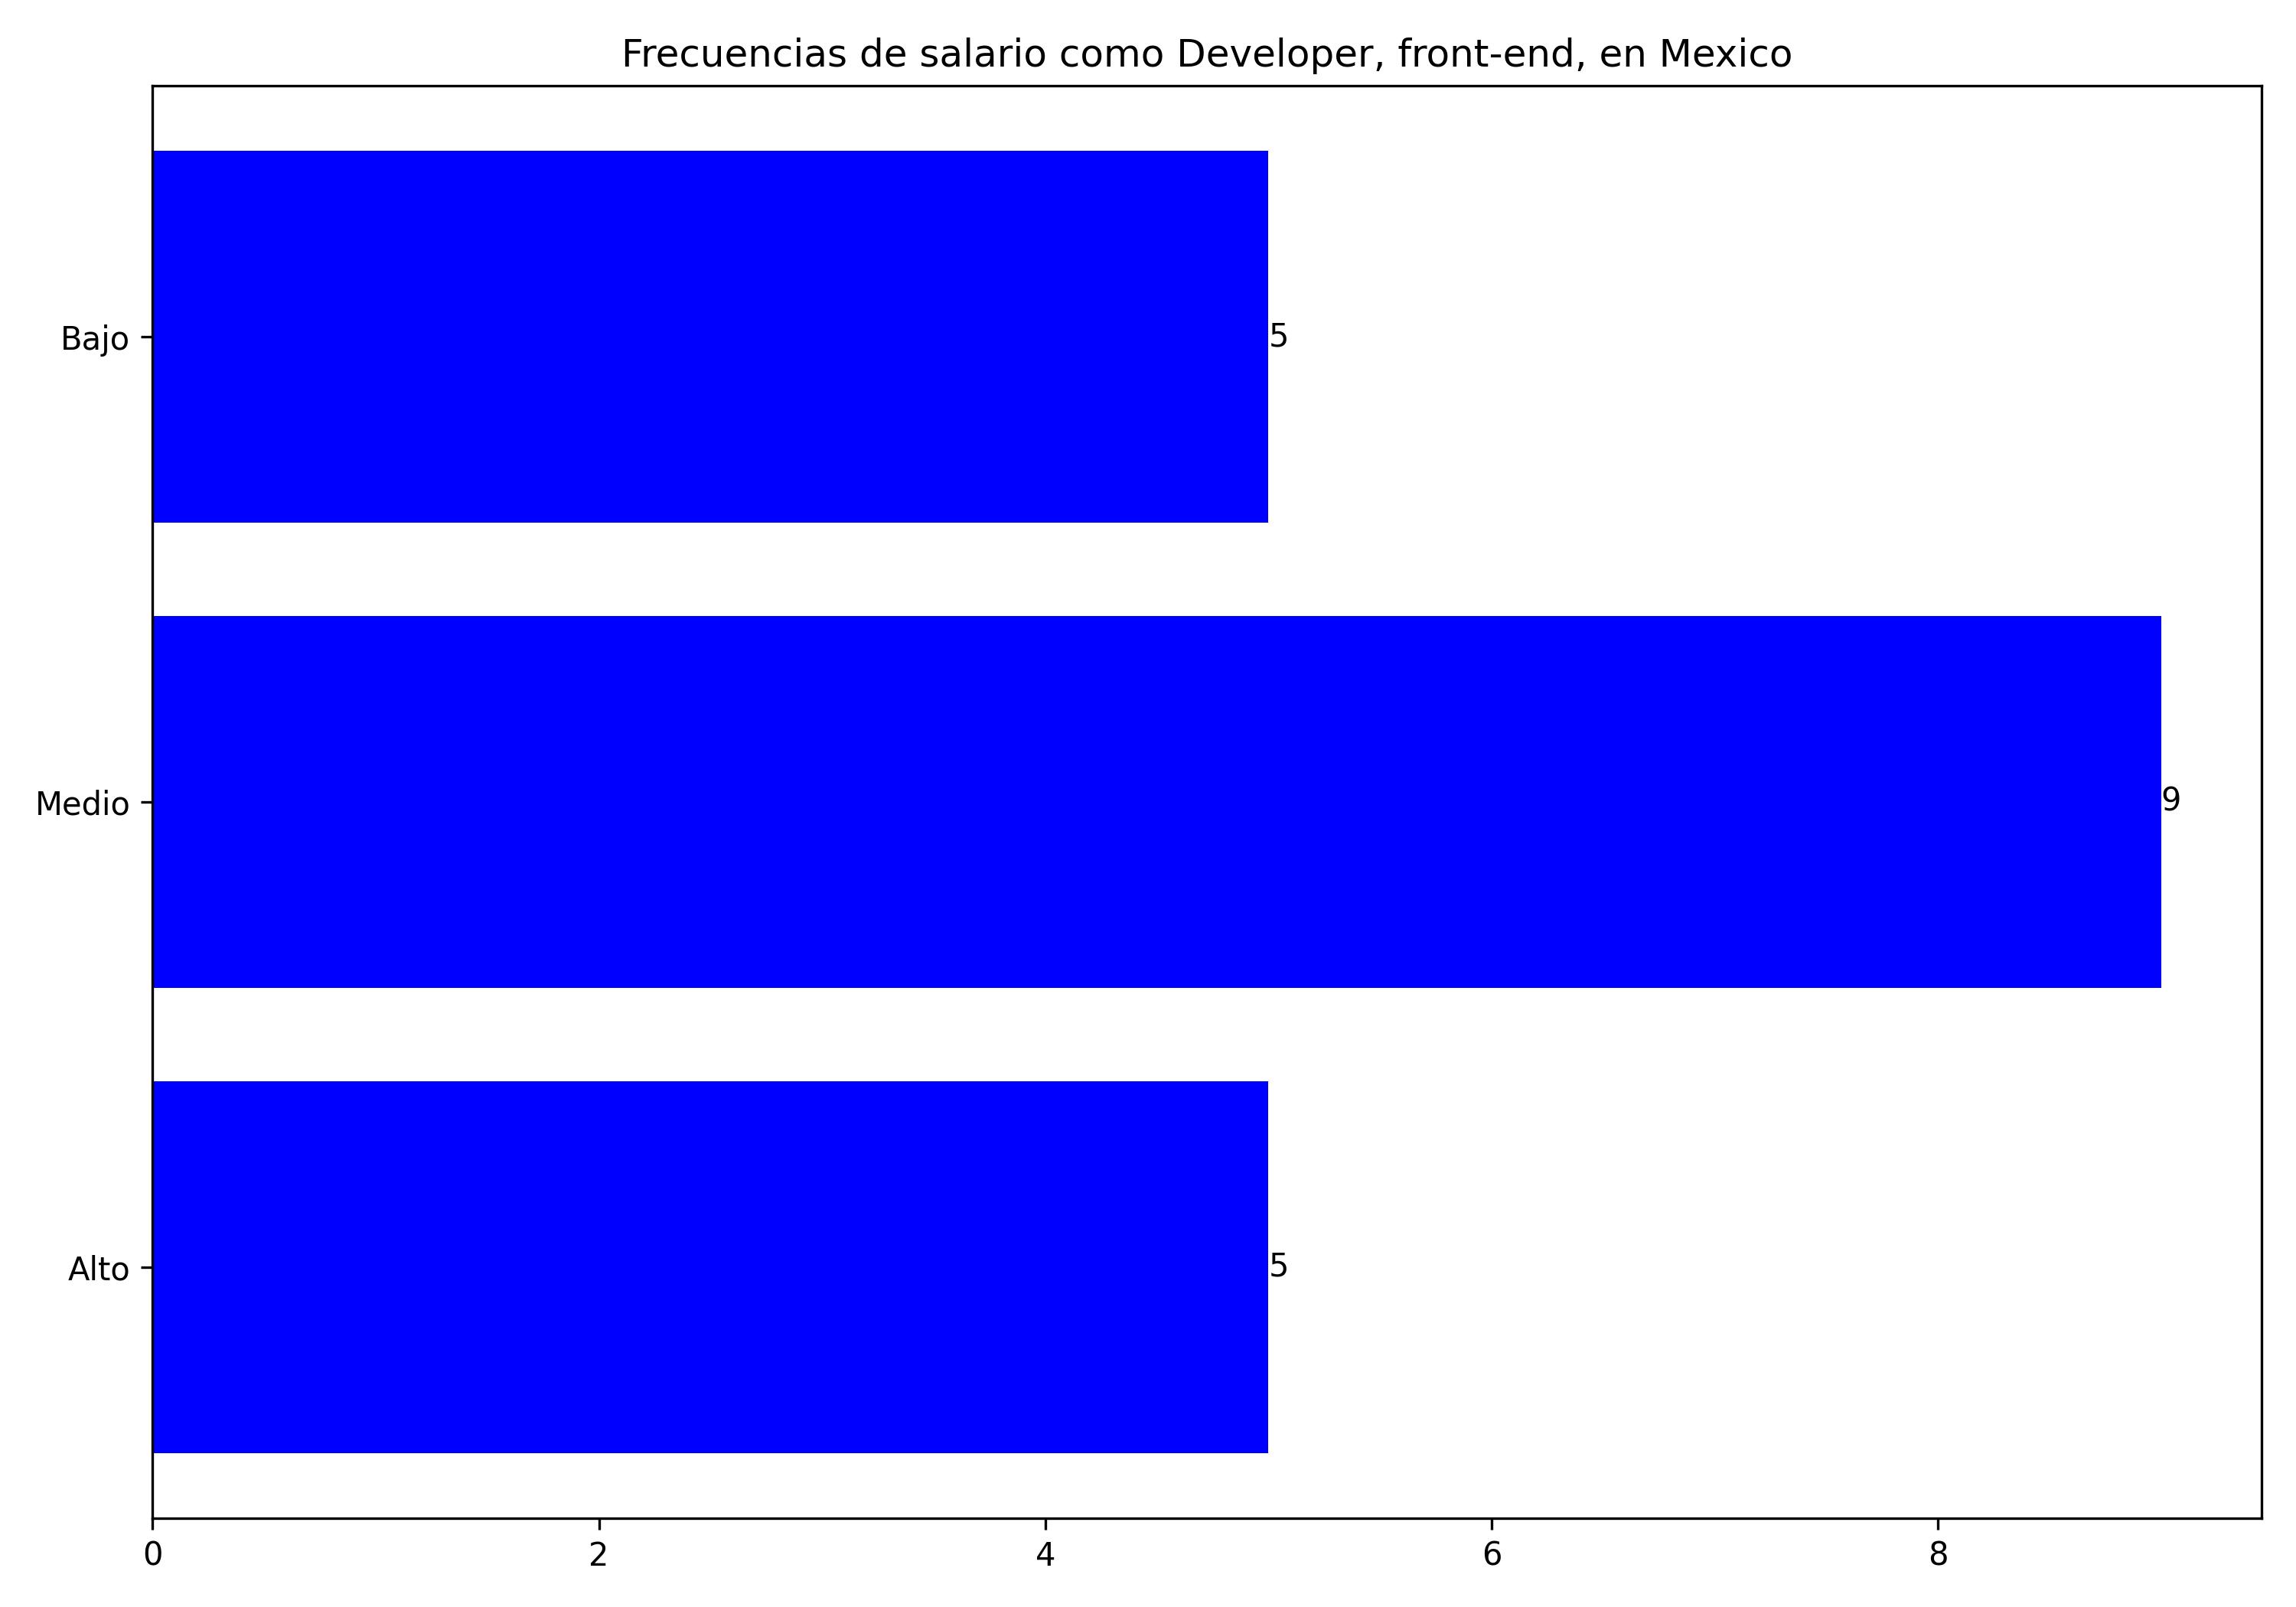 Frecuencias de salario como Developer, front-end, en Mexico
Bajo
5
Medio
9
Alto
5
0 2 4 6 8